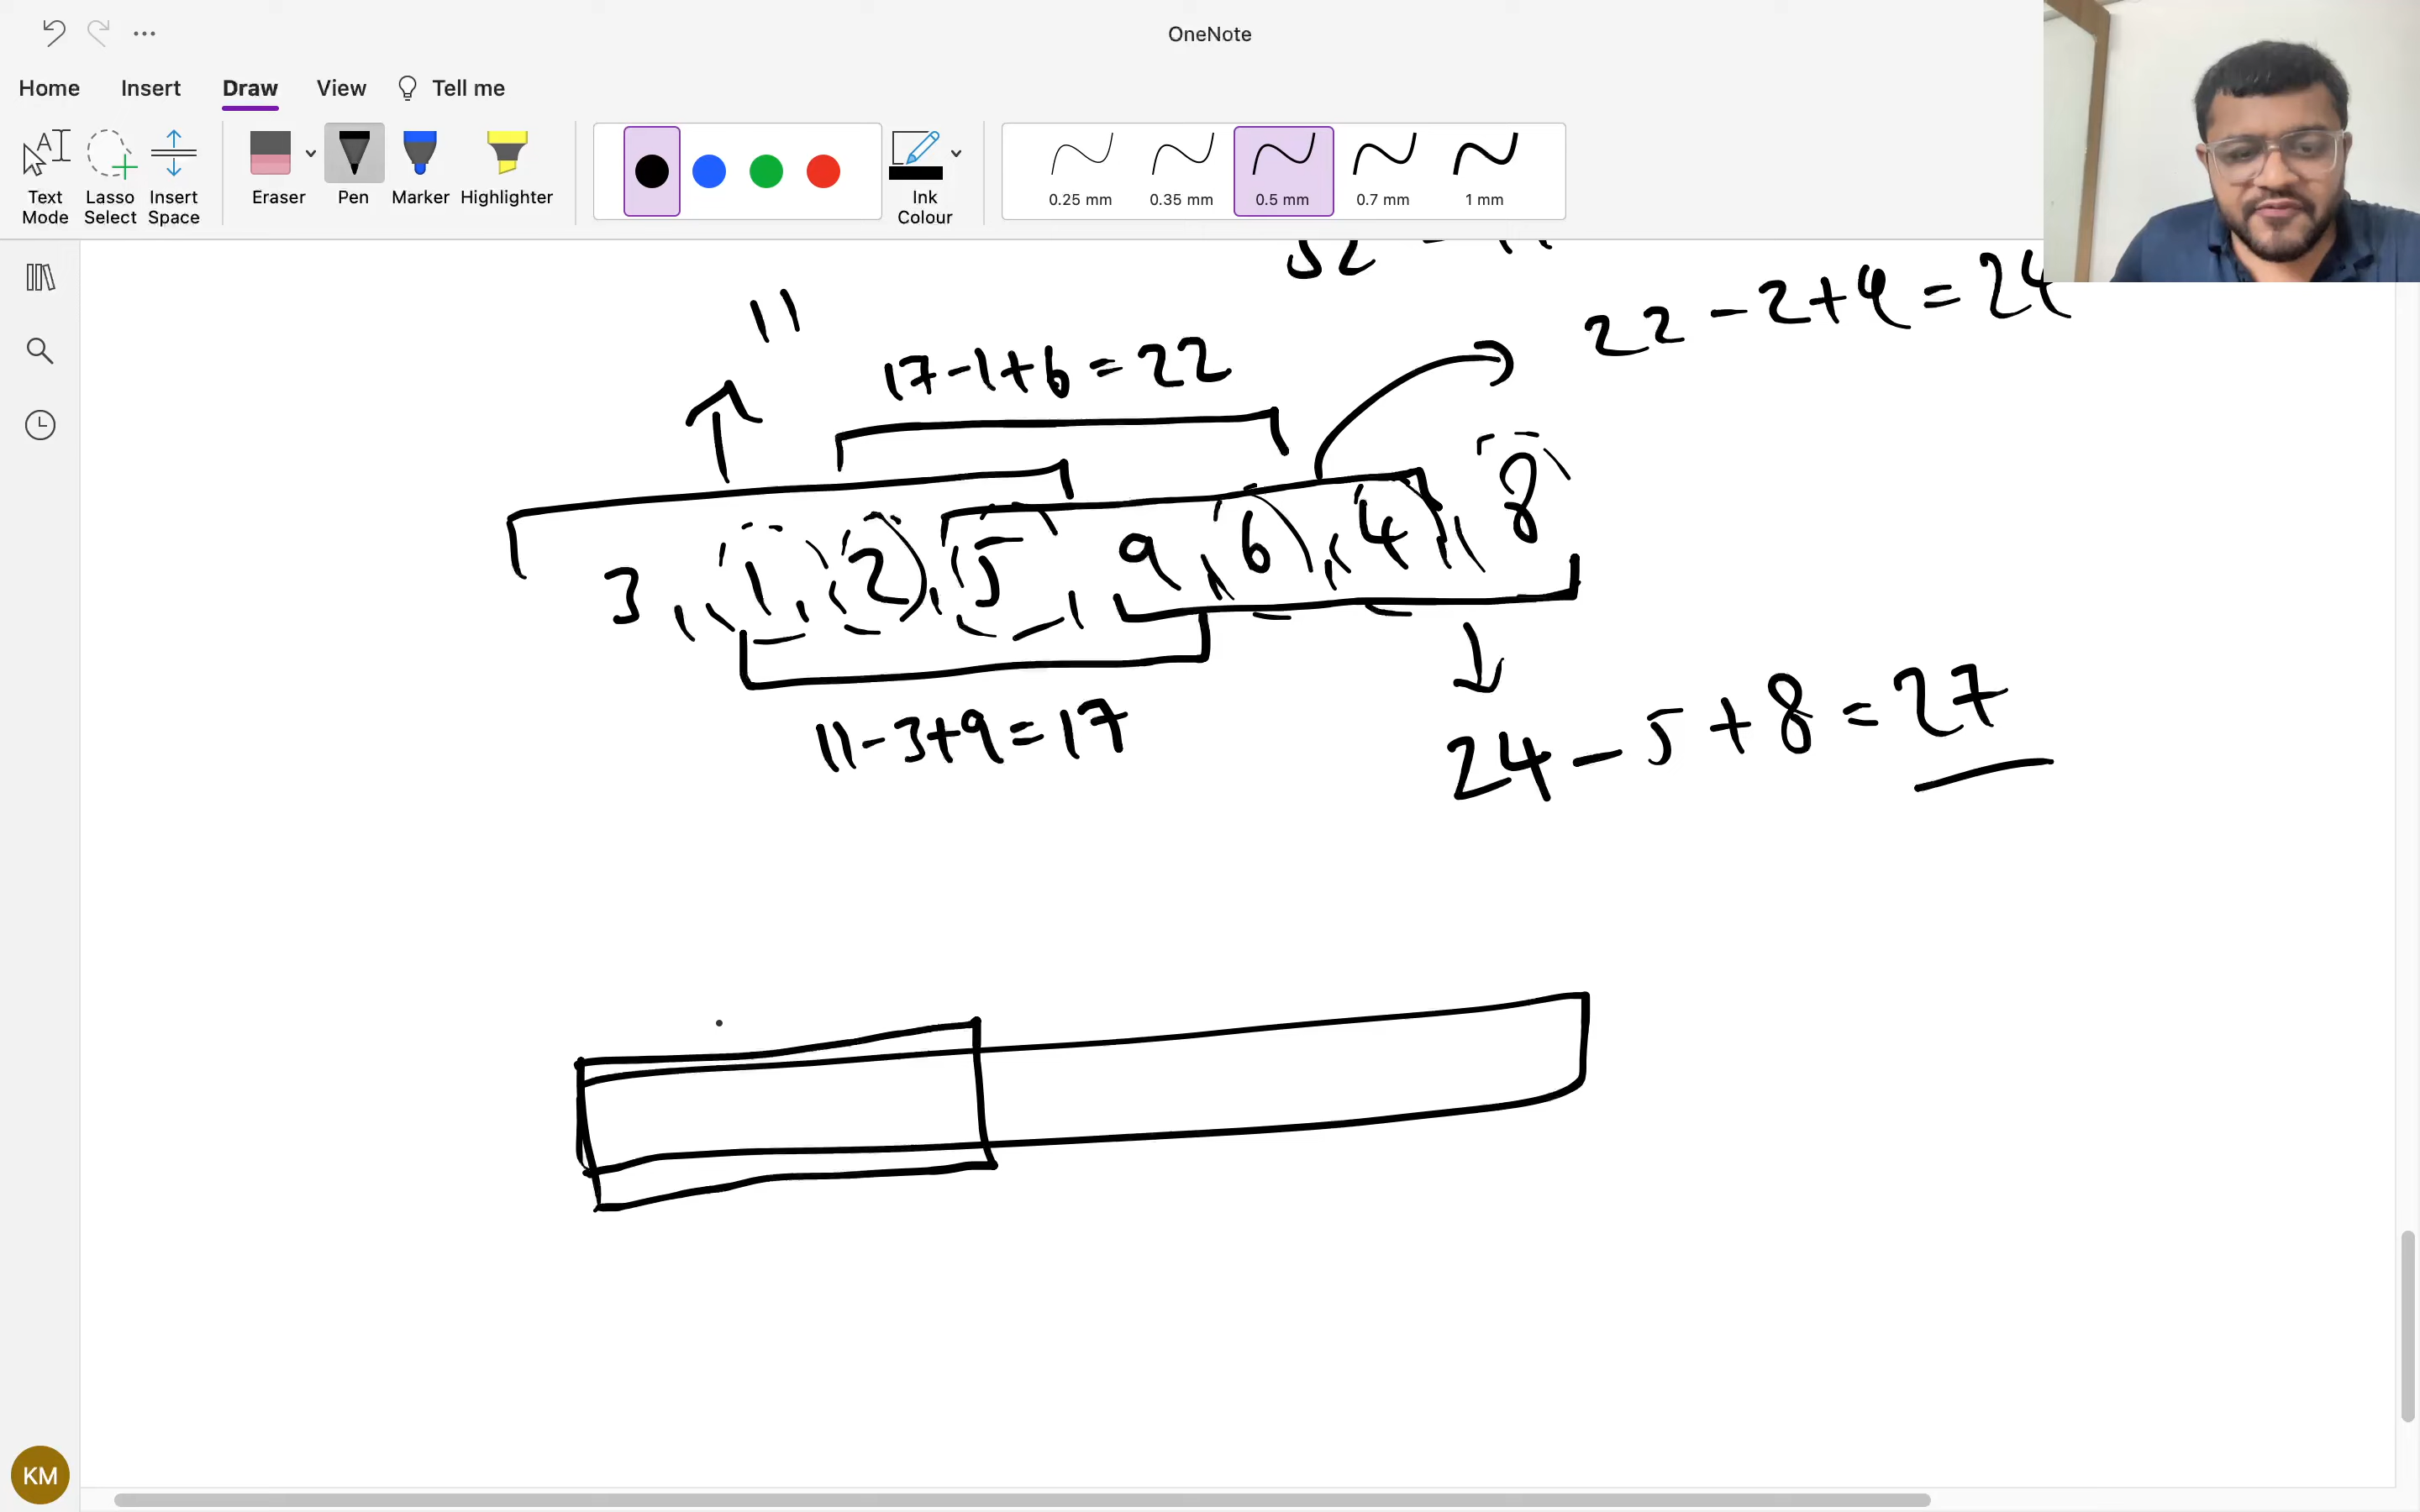 OneNote
Home Insert Draw View Tell me
Text Mode
Lasso Select
Insert Space
Eraser
Pen
Marker
Highlighter
Ink Colour
0.25 mm
0.35 mm
0.5 mm
0.7 mm
1 mm
11
22 - 2 + 4 = 24
17 - 1 + 6 = 22
3, 1, 2, 5, 9, 6, 4, 8
11 - 3 + 9 = 17
24 - 5 + 8 = 27
KM